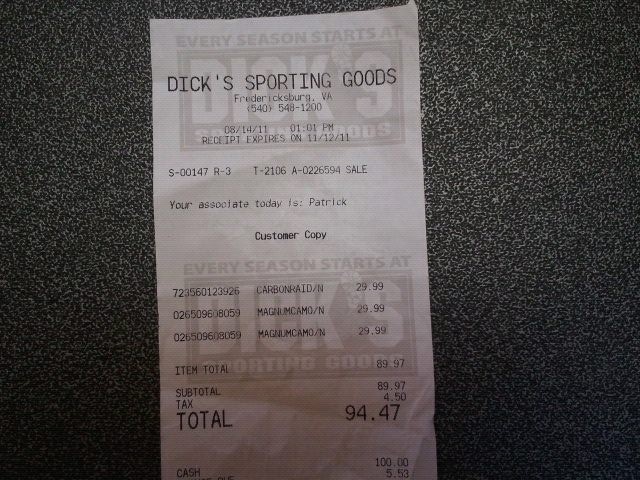 EVERY SEASON STARTS AT
DICK'S SPORTING GOODS
Fredericksburg, VA
(540) 548-1200
08/14/11 01:01 PM
RECEIPT EXPIRES ON 11/12/11
S-00147 R-3 T-2106 A-0226594 SALE
Your associate today is: Patrick
Customer Copy
EVERY SEASON STARTS AT
DICK'S
SPORTING GOODS
723560123926 CARBONRAID/N 29.99
026509608059 MAGNUMCAMO/N 29.99
026509608059 MAGNUMCAMO/N 29.99
ITEM TOTAL 89.97
SUBTOTAL 89.97
TAX 4.50
TOTAL 94.47
CASH 100.00
5.53